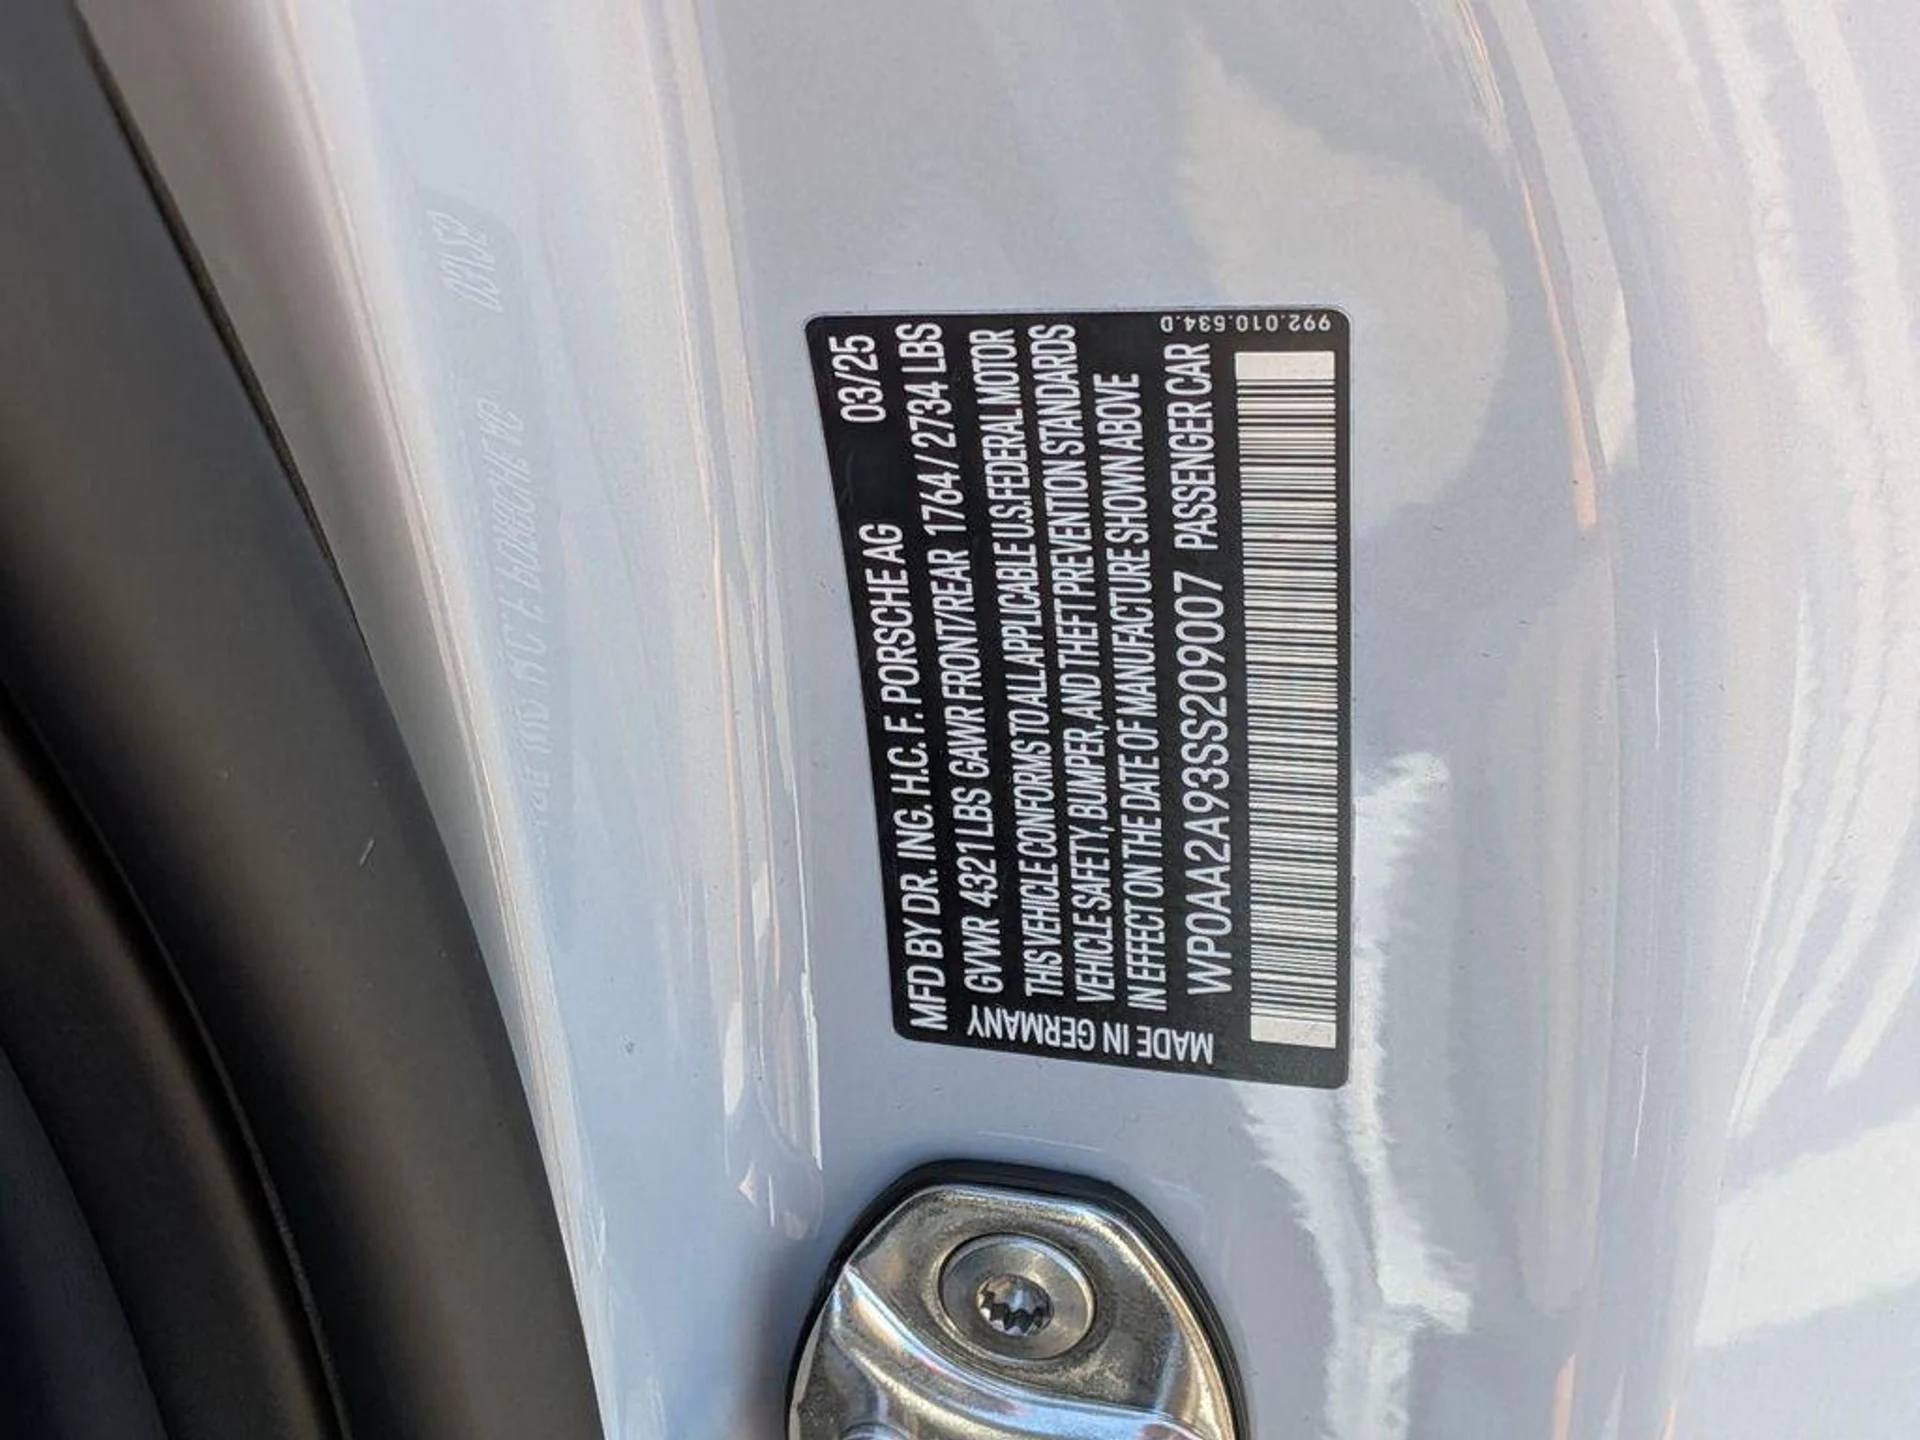 MFD BY DR. ING. H.C. F. PORSCHE AG 03/25
GVWR 4321 LBS GAWR FRONT/REAR 1764 / 2734 LBS
THIS VEHICLE CONFORMS TO ALL APPLICABLE U.S. FEDERAL MOTOR
VEHICLE SAFETY, BUMPER, AND THEFT PREVENTION STANDARDS
IN EFFECT ON THE DATE OF MANUFACTURE SHOWN ABOVE
WP0AA2A93SS209007 PASSENGER CAR
MADE IN GERMANY
992.010.534.D